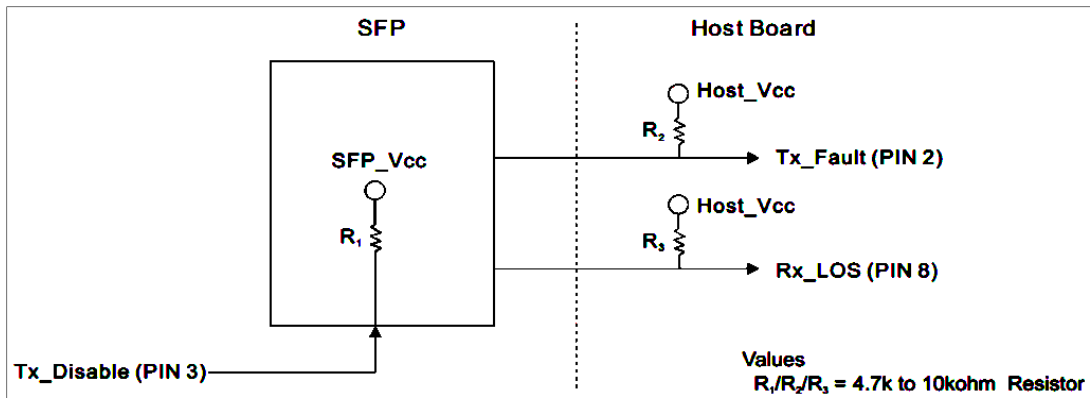 SFP
Host Board
Host_Vcc
R₂
Tx_Fault (PIN 2)
SFP_Vcc
R₁
Host_Vcc
R₃
Rx_LOS (PIN 8)
Tx_Disable (PIN 3)
Values
R₁/R₂/R₃ = 4.7k to 10kohm Resistor